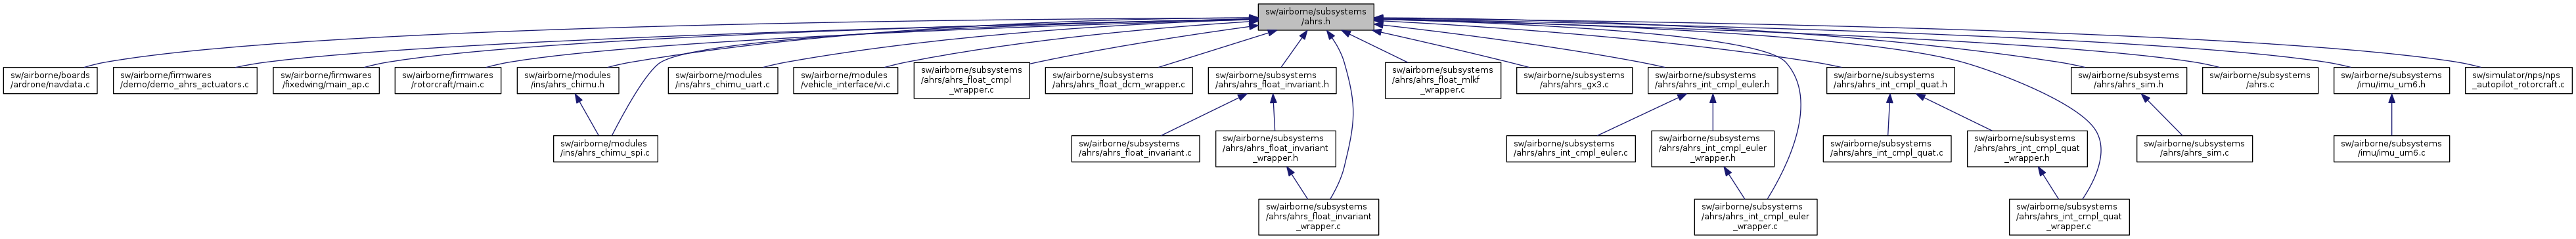 sw/airborne/subsystems
/ahrs.h
sw/airborne/boards
/ardrone/navdata.c
sw/airborne/firmwares
/demo/demo_ahrs_actuators.c
sw/airborne/firmwares
/fixedwing/main_ap.c
sw/airborne/firmwares
/rotorcraft/main.c
sw/airborne/modules
/ins/ahrs_chimu.h
sw/airborne/modules
/ins/ahrs_chimu_uart.c
sw/airborne/modules
/vehicle_interface/vi.c
sw/airborne/subsystems
/ahrs/ahrs_float_cmpl
_wrapper.c
sw/airborne/subsystems
/ahrs/ahrs_float_dcm_wrapper.c
sw/airborne/subsystems
/ahrs/ahrs_float_invariant.h
sw/airborne/subsystems
/ahrs/ahrs_float_mlkf
_wrapper.c
sw/airborne/subsystems
/ahrs/ahrs_gx3.c
sw/airborne/subsystems
/ahrs/ahrs_int_cmpl_euler.h
sw/airborne/subsystems
/ahrs/ahrs_int_cmpl_quat.h
sw/airborne/subsystems
/ahrs/ahrs_sim.h
sw/airborne/subsystems
/ahrs.c
sw/airborne/subsystems
/imu/imu_um6.h
sw/simulator/nps/nps
_autopilot_rotorcraft.c
sw/airborne/modules
/ins/ahrs_chimu_spi.c
sw/airborne/subsystems
/ahrs/ahrs_float_invariant.c
sw/airborne/subsystems
/ahrs/ahrs_float_invariant
_wrapper.h
sw/airborne/subsystems
/ahrs/ahrs_int_cmpl_euler.c
sw/airborne/subsystems
/ahrs/ahrs_int_cmpl_euler
_wrapper.h
sw/airborne/subsystems
/ahrs/ahrs_int_cmpl_quat.c
sw/airborne/subsystems
/ahrs/ahrs_int_cmpl_quat
_wrapper.h
sw/airborne/subsystems
/ahrs/ahrs_sim.c
sw/airborne/subsystems
/imu/imu_um6.c
sw/airborne/subsystems
/ahrs/ahrs_float_invariant
_wrapper.c
sw/airborne/subsystems
/ahrs/ahrs_int_cmpl_euler
_wrapper.c
sw/airborne/subsystems
/ahrs/ahrs_int_cmpl_quat
_wrapper.c